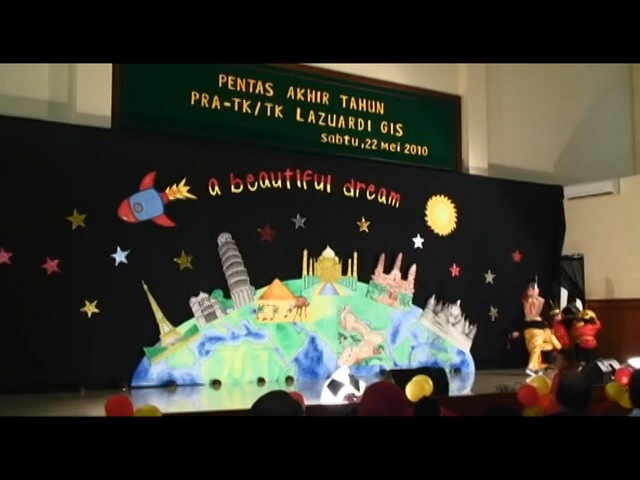 PENTAS AKHIR TAHUN
PRA-TK/TK LAZUARDI GIS
Sabtu, 22 Mei 2010
a beautiful dream